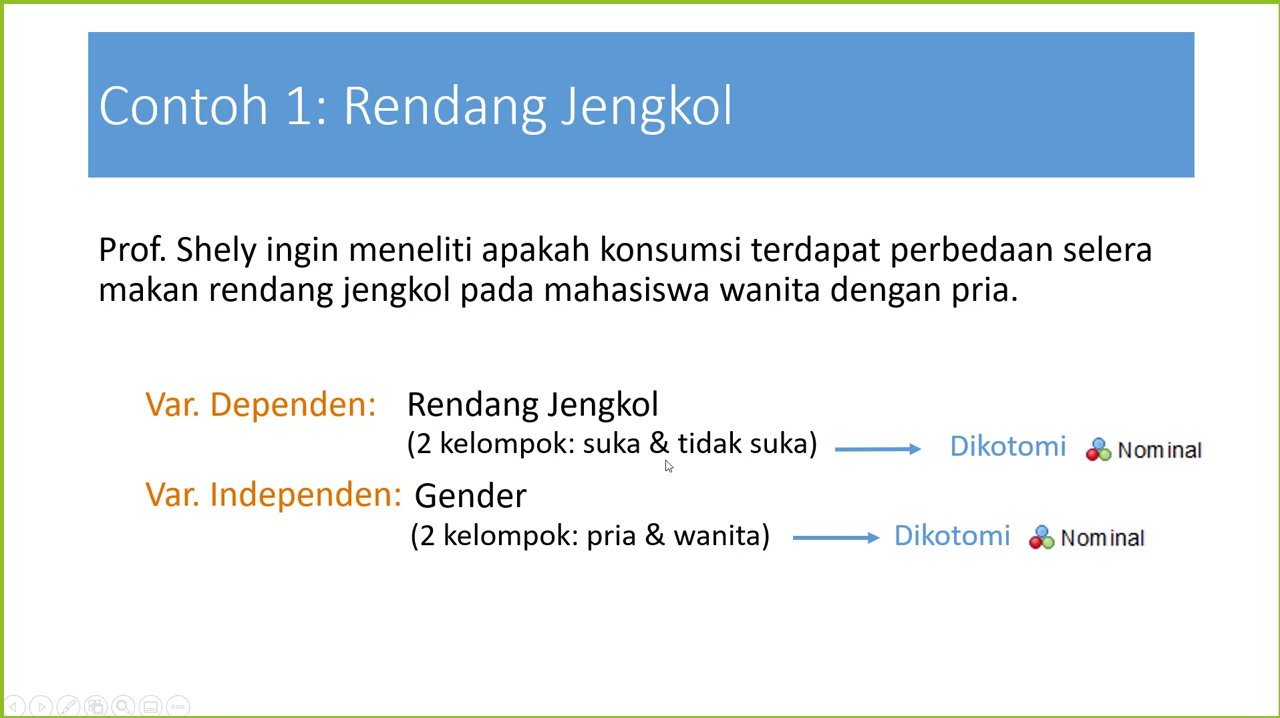 Contoh 1: Rendang Jengkol
Prof. Shely ingin meneliti apakah konsumsi terdapat perbedaan selera
makan rendang jengkol pada mahasiswa wanita dengan pria.
Var. Dependen: Rendang Jengkol
(2 kelompok: suka & tidak suka) Dikotomi Nominal
Var. Independen: Gender
(2 kelompok: pria & wanita) Dikotomi Nominal